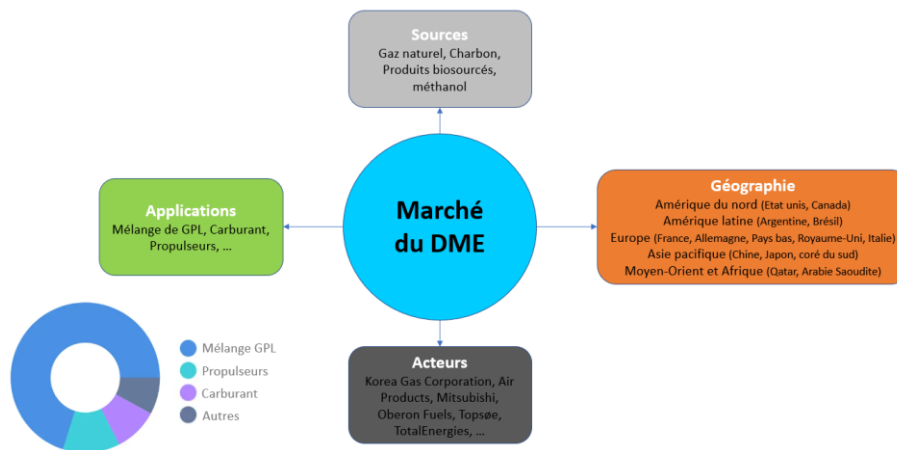 Sources
Gaz naturel, Charbon,
Produits biosourcés,
méthanol
Applications
Mélange de GPL, Carburant,
Propulseurs, ...
Marché
du DME
Géographie
Amérique du nord (Etat unis, Canada)
Amérique latine (Argentine, Brésil)
Europe (France, Allemagne, Pays bas, Royaume-Uni, Italie)
Asie pacifique (Chine, Japon, coré du sud)
Moyen-Orient et Afrique (Qatar, Arabie Saoudite)
Mélange GPL
Propulseurs
Carburant
Autres
Acteurs
Korea Gas Corporation, Air
Products, Mitsubishi,
Oberon Fuels, Topsøe,
TotalEnergies, ...